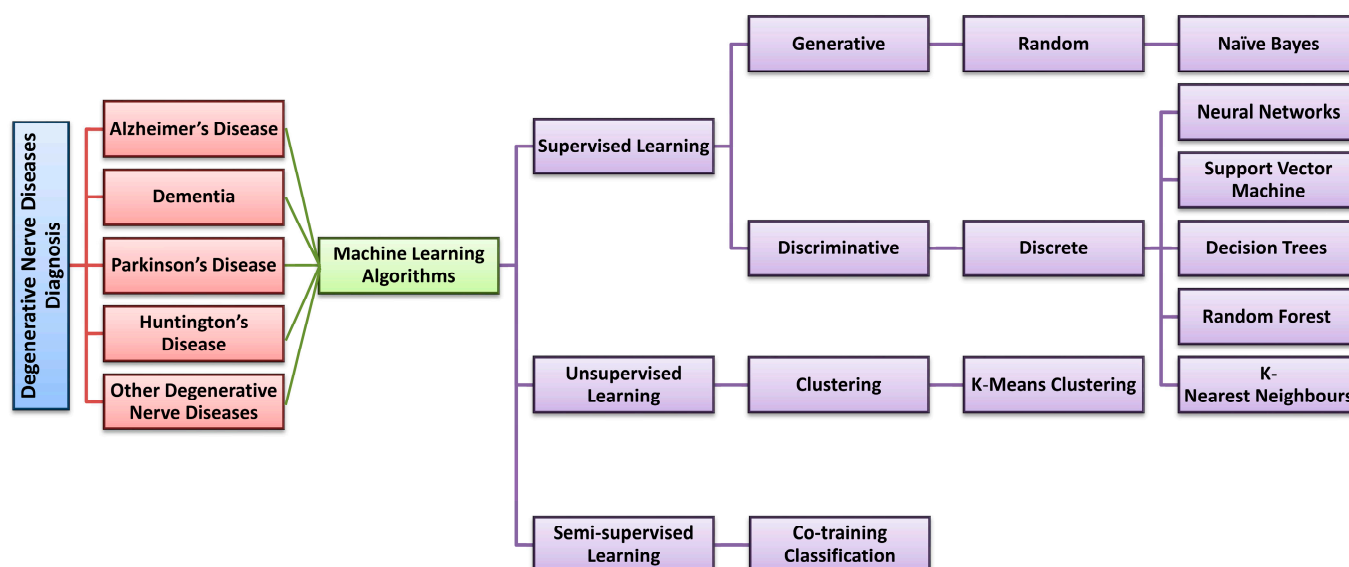 Degenerative Nerve Diseases
Diagnosis
Alzheimer's Disease
Dementia
Parkinson's Disease
Huntington's
Disease
Other Degenerative
Nerve Diseases
Machine Learning
Algorithms
Supervised Learning
Generative
Random
Naïve Bayes
Discriminative
Discrete
Neural Networks
Support Vector
Machine
Decision Trees
Random Forest
K-
Nearest Neighbours
Unsupervised
Learning
Clustering
K-Means Clustering
Semi-supervised
Learning
Co-training
Classification